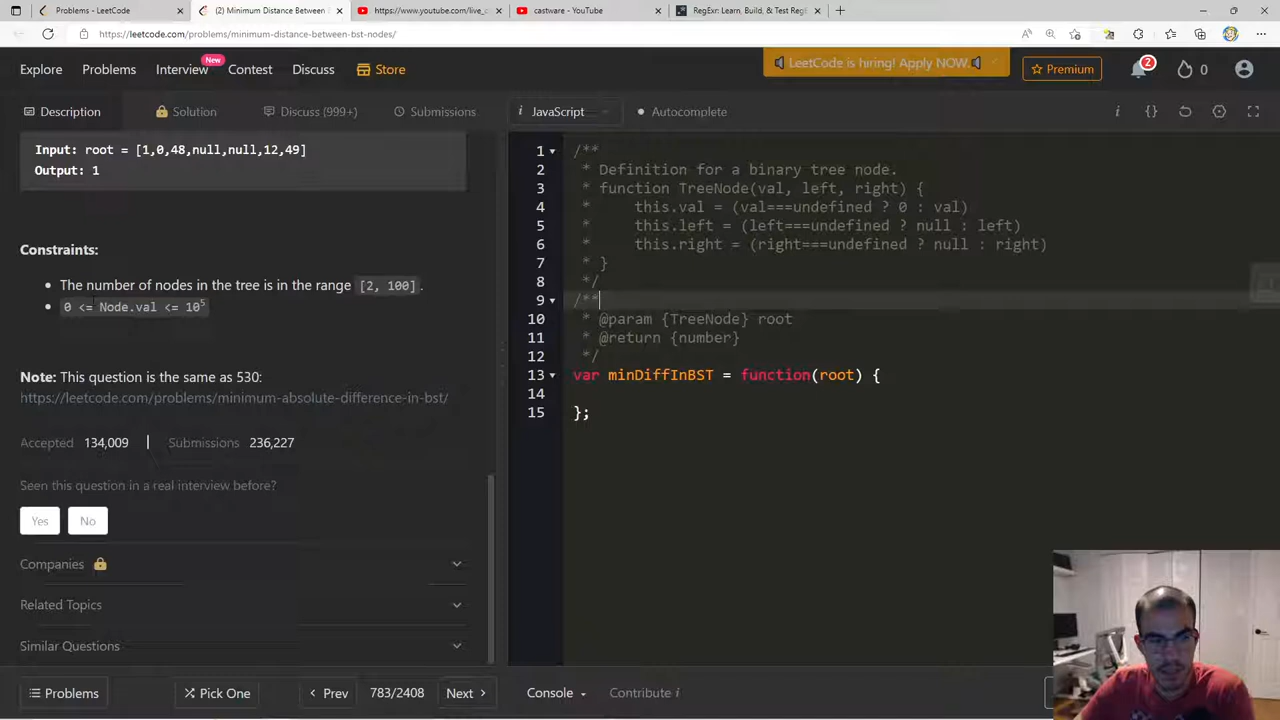 Problems - LeetCode
(2) Minimum Distance Between
https://www.youtube.com/live_c
castware - YouTube
RegExr: Learn, Build, & Test RegE
https://leetcode.com/problems/minimum-distance-between-bst-nodes/
Explore Problems Interview New Contest Discuss Store
LeetCode is hiring! Apply NOW.
Premium 2 0
Description Solution Discuss (999+) Submissions
i JavaScript Autocomplete
Input: root = [1,0,48,null,null,12,49]
Output: 1
Constraints:
The number of nodes in the tree is in the range [2, 100].
0 <= Node.val <= 10⁵
Note: This question is the same as 530:
https://leetcode.com/problems/minimum-absolute-difference-in-bst/
Accepted 134,009 | Submissions 236,227
Seen this question in a real interview before?
Yes No
Companies
Related Topics
Similar Questions
Problems Pick One Prev 783/2408 Next
1 /**
2 * Definition for a binary tree node.
3 * function TreeNode(val, left, right) {
4 * this.val = (val===undefined ? 0 : val)
5 * this.left = (left===undefined ? null : left)
6 * this.right = (right===undefined ? null : right)
7 * }
8 */
9 /**
10 * @param {TreeNode} root
11 * @return {number}
12 */
13 var minDiffInBST = function(root) {
14
15 };
Console Contribute i